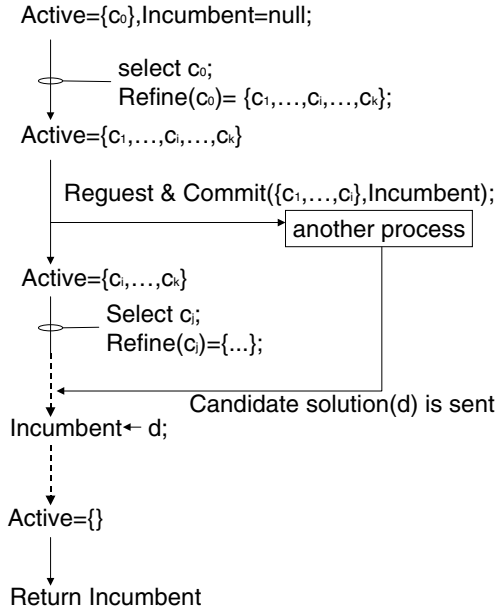 Active={c₀},Incumbent=null;
select c₀;
Refine(c₀)= {c₁,…,cᵢ,…,cₖ};
Active={c₁,…,cᵢ,…,cₖ}
Reguest & Commit({c₁,…,cᵢ},Incumbent);
another process
Active={cᵢ,…,cₖ}
Select cⱼ;
Refine(cⱼ)={...};
Candidate solution(d) is sent
Incumbent← d;
Active={}
Return Incumbent